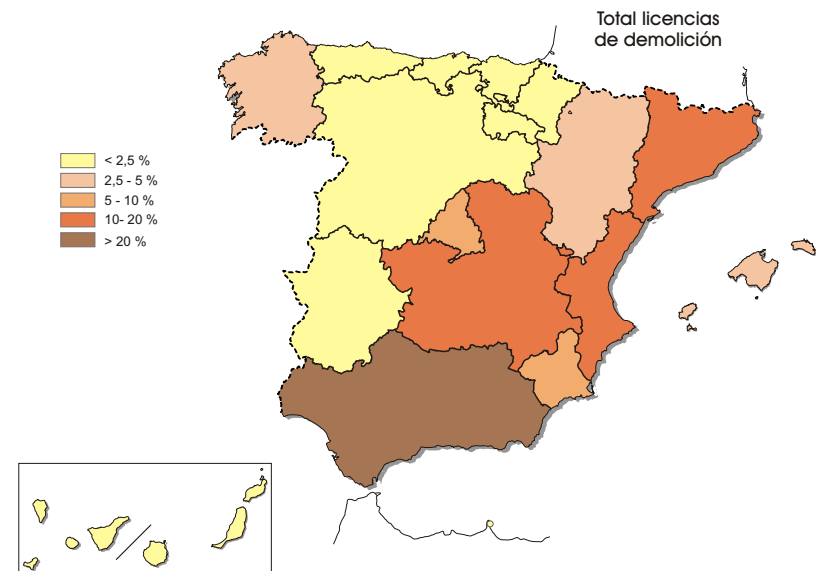 Total licencias
de demolición
< 2,5 %
2,5 - 5 %
5 - 10 %
10- 20 %
> 20 %